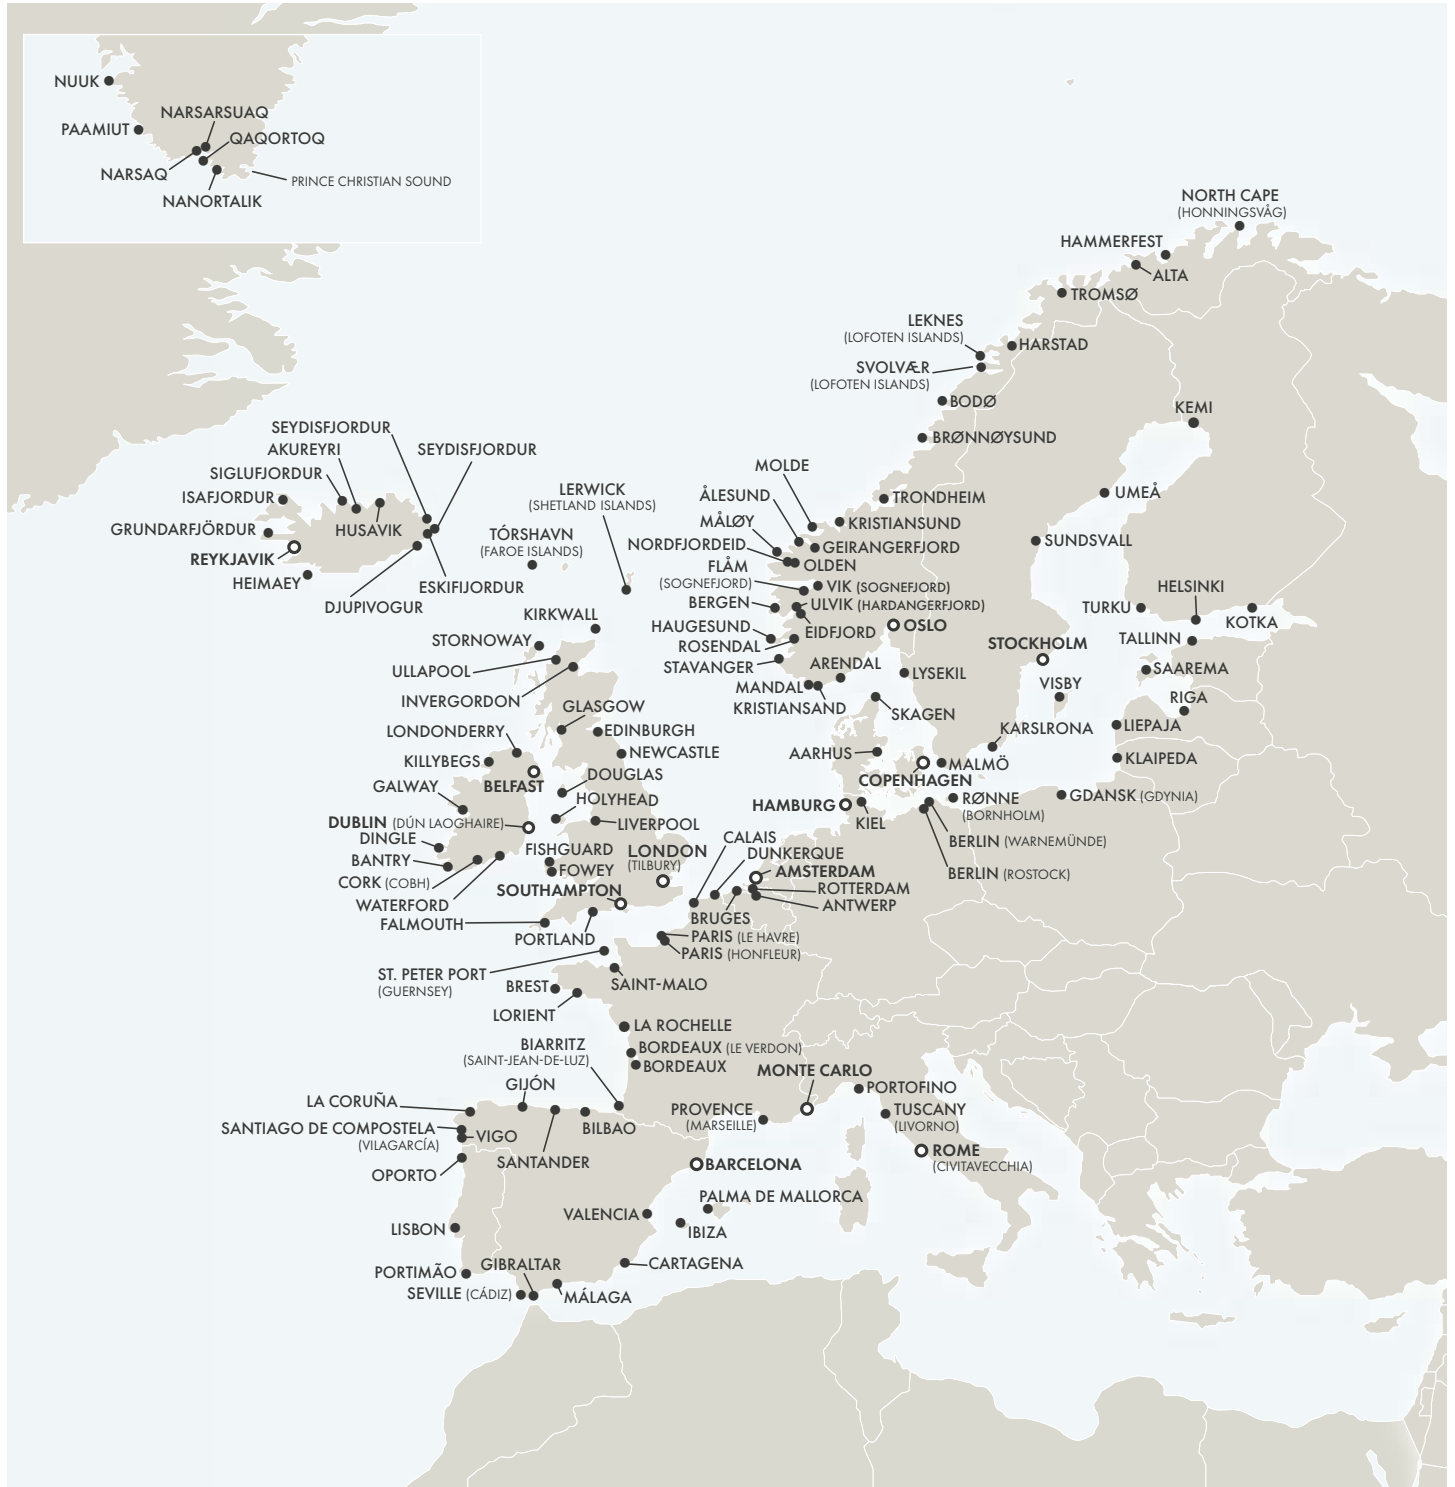 NUUK
NARSARSUAQ
PAAMIUT
QAQORTOQ
NARSAQ
PRINCE CHRISTIAN SOUND
NANORTALIK
NORTH CAPE
(HONNINGSVÅG)
HAMMERFEST
ALTA
TROMSØ
LEKNES
(LOFOTEN ISLANDS)
HARSTAD
SVOLVÆR
(LOFOTEN ISLANDS)
BODØ
KEMI
BRØNNØYSUND
SEYDISFJORDUR
AKUREYRI
SEYDISFJORDUR
SIGLUFJORDUR
ISAFJORDUR
GRUNDARFJÖRDUR
HUSAVIK
REYKJAVIK
HEIMAEY
ESKIFJORDUR
DJUPIVOGUR
LERWICK
(SHETLAND ISLANDS)
TÓRSHAVN
(FAROE ISLANDS)
MOLDE
ÅLESUND
TRONDHEIM
UMEÅ
MÅLØY
KRISTIANSUND
NORDFJORDEID
GEIRANGERFJORD
SUNDSVALL
OLDEN
FLÅM
(SOGNEFJORD)
VIK (SOGNEFJORD)
BERGEN
ULVIK (HARDANGERFJORD)
HAUGESUND
EIDFJORD
OSLO
ROSENDAL
STAVANGER
ARENDAL
MANDAL
KRISTIANSAND
LYSEKIL
SKAGEN
STOCKHOLM
VISBY
TURKU
HELSINKI
KOTKA
TALLINN
SAAREMA
RIGA
LIEPAJA
KLAIPEDA
KARSLRONA
KIRKWALL
STORNOWAY
ULLAPOOL
INVERGORDON
GLASGOW
LONDONDERRY
EDINBURGH
NEWCASTLE
KILLYBEGS
BELFAST
DOUGLAS
GALWAY
HOLYHEAD
DUBLIN (DÚN LAOGHAIRE)
LIVERPOOL
DINGLE
BANTRY
FISHGUARD
FOWEY
LONDON
(TILBURY)
CORK (COBH)
SOUTHAMPTON
WATERFORD
FALMOUTH
PORTLAND
AARHUS
COPENHAGEN
MALMÖ
HAMBURG
KIEL
RØNNE
(BORNHOLM)
GDANSK (GDYNIA)
BERLIN (WARNEMÜNDE)
BERLIN (ROSTOCK)
CALAIS
DUNKERQUE
AMSTERDAM
ROTTERDAM
ANTWERP
BRUGES
PARIS (LE HAVRE)
PARIS (HONFLEUR)
ST. PETER PORT
(GUERNSEY)
SAINT-MALO
BREST
LORIENT
LA ROCHELLE
BORDEAUX (LE VERDON)
BORDEAUX
BIARRITZ
(SAINT-JEAN-DE-LUZ)
MONTE CARLO
GIJÓN
PORTOFINO
LA CORUÑA
PROVENCE
(MARSEILLE)
TUSCANY
(LIVORNO)
SANTIAGO DE COMPOSTELA
(VILAGARCÍA)
VIGO
BILBAO
SANTANDER
ROME
(CIVITAVECCHIA)
OPORTO
BARCELONA
PALMA DE MALLORCA
VALENCIA
IBIZA
LISBON
CARTAGENA
PORTIMÃO
GIBRALTAR
SEVILLE (CÁDIZ)
MÁLAGA